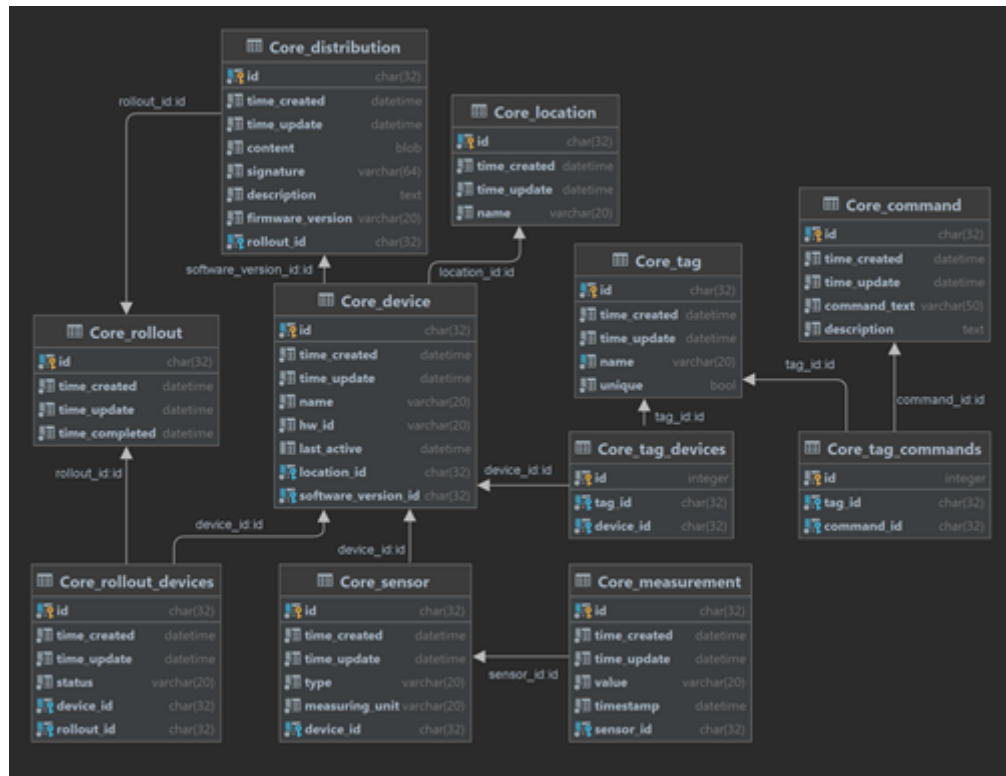 Core_distribution
id char(32)
time_created datetime
time_update datetime
content blob
signature varchar(64)
description text
firmware_version varchar(20)
rollout_id char(32)
rollout_id:id
Core_location
id char(32)
time_created datetime
time_update datetime
name varchar(20)
software_version_id:id
location_id:id
Core_command
id char(32)
time_created datetime
time_update datetime
command_text varchar(50)
description text
Core_tag
id char(32)
time_created datetime
time_update datetime
name varchar(20)
unique bool
Core_device
id char(32)
time_created datetime
time_update datetime
name varchar(20)
hw_id varchar(20)
last_active datetime
location_id char(32)
software_version_id char(32)
Core_rollout
id char(32)
time_created datetime
time_update datetime
time_completed datetime
tag_id:id
command_id:id
tag_id:id
rollout_id:id
device_id:id
Core_tag_devices
id integer
tag_id char(32)
device_id char(32)
Core_tag_commands
id integer
tag_id char(32)
command_id char(32)
device_id:id
device_id:id
Core_rollout_devices
id char(32)
time_created datetime
time_update datetime
status varchar(20)
device_id char(32)
rollout_id char(32)
Core_sensor
id char(32)
time_created datetime
time_update datetime
type varchar(20)
measuring_unit varchar(20)
device_id char(32)
sensor_id:id
Core_measurement
id char(32)
time_created datetime
time_update datetime
value varchar(20)
timestamp datetime
sensor_id char(32)